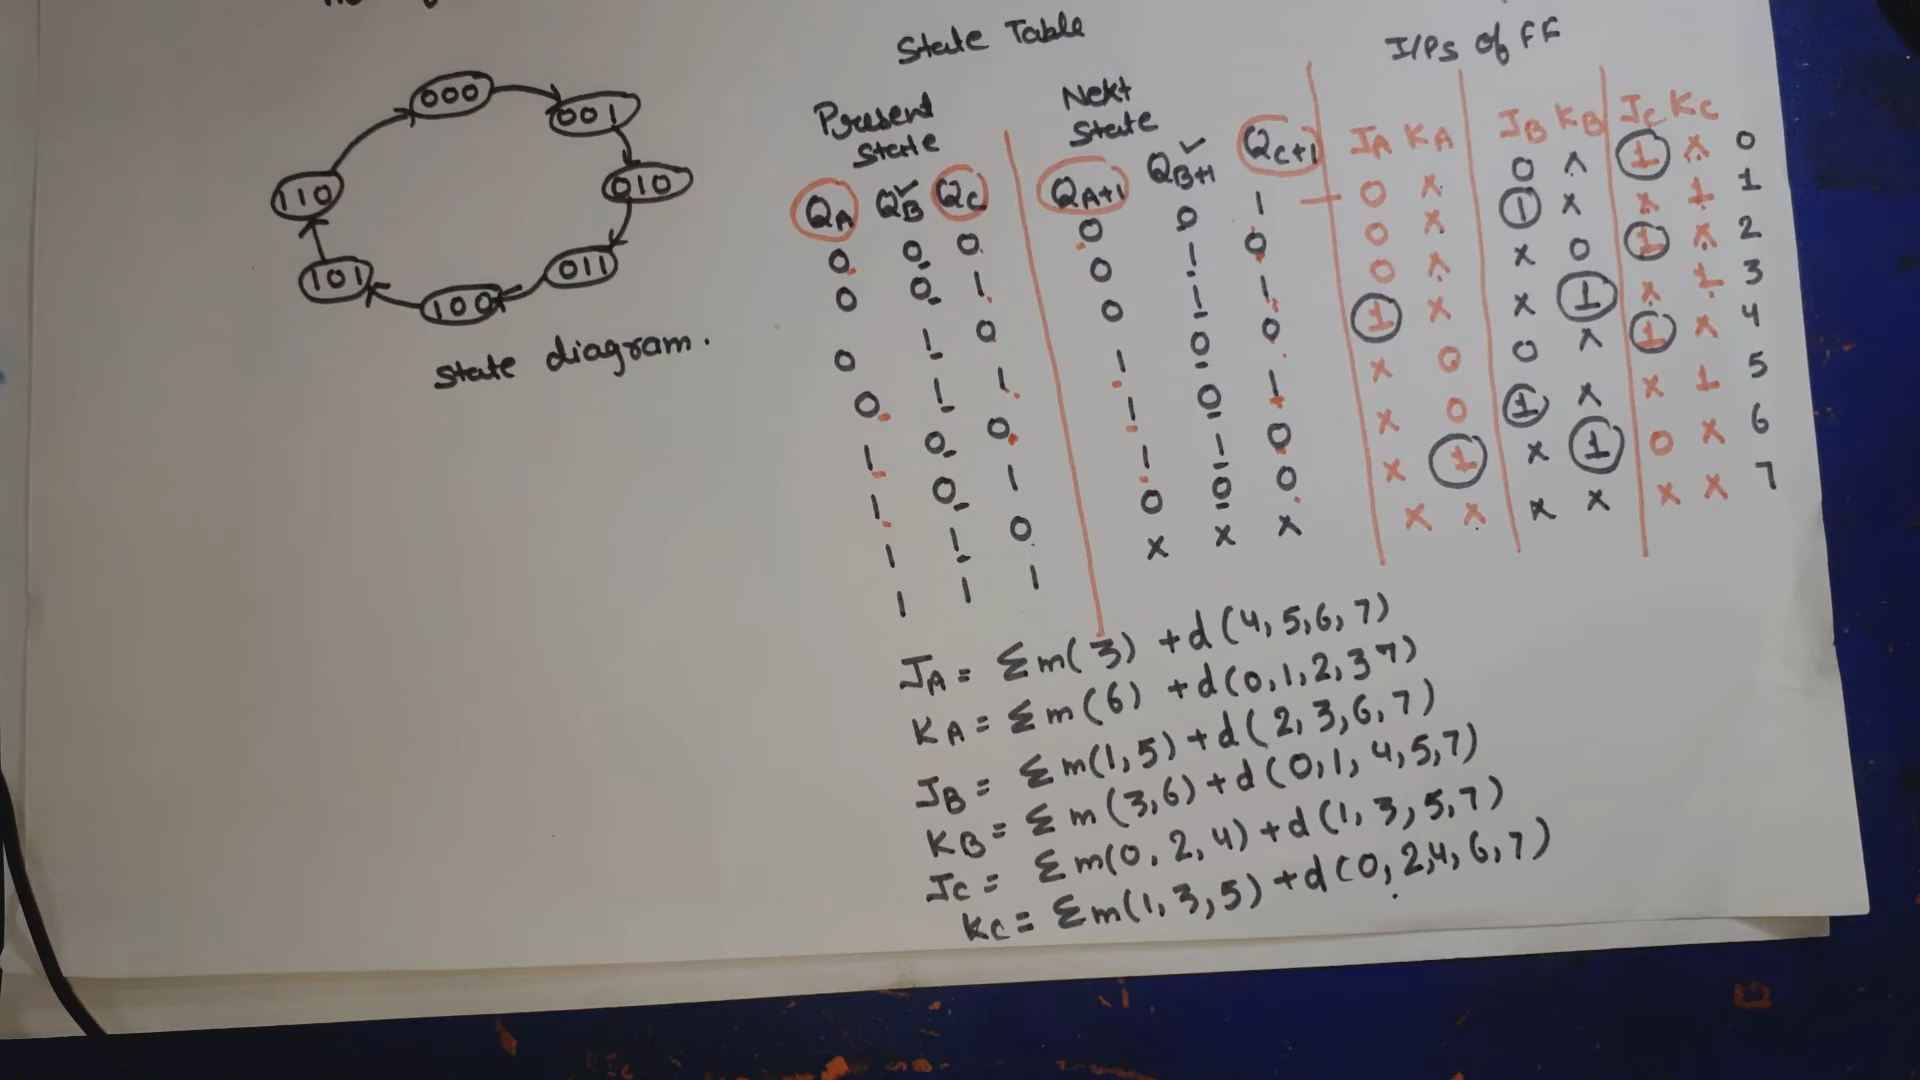 State Table
I/Ps of FF
000
001
010
011
100
101
110
State diagram.
Present State
Next State
QA QB QC QA+1 QB+1 QC+1 JA KA JB KB JC KC
0 0 0 0 0 1 0 x 0 x 1 x 0
0 0 1 0 1 0 0 x 1 x x 1 1
0 1 0 0 1 1 0 x x 0 1 x 2
0 1 1 1 0 0 1 x x 1 x 1 3
1 0 0 1 0 1 x 0 0 x 1 x 4
1 0 1 1 1 0 x 0 1 x x 1 5
1 1 0 0 0 0 x 1 x 1 0 x 6
1 1 1 x x x x x x x x x 7
JA = Σm(3) + d(4,5,6,7)
KA = Σm(6) + d(0,1,2,3 7)
JB = Σm(1,5) + d(2,3,6,7)
KB = Σm(3,6) + d(0,1,4,5,7)
JC = Σm(0,2,4) + d(1,3,5,7)
KC = Σm(1,3,5) + d(0,2,4,6,7)